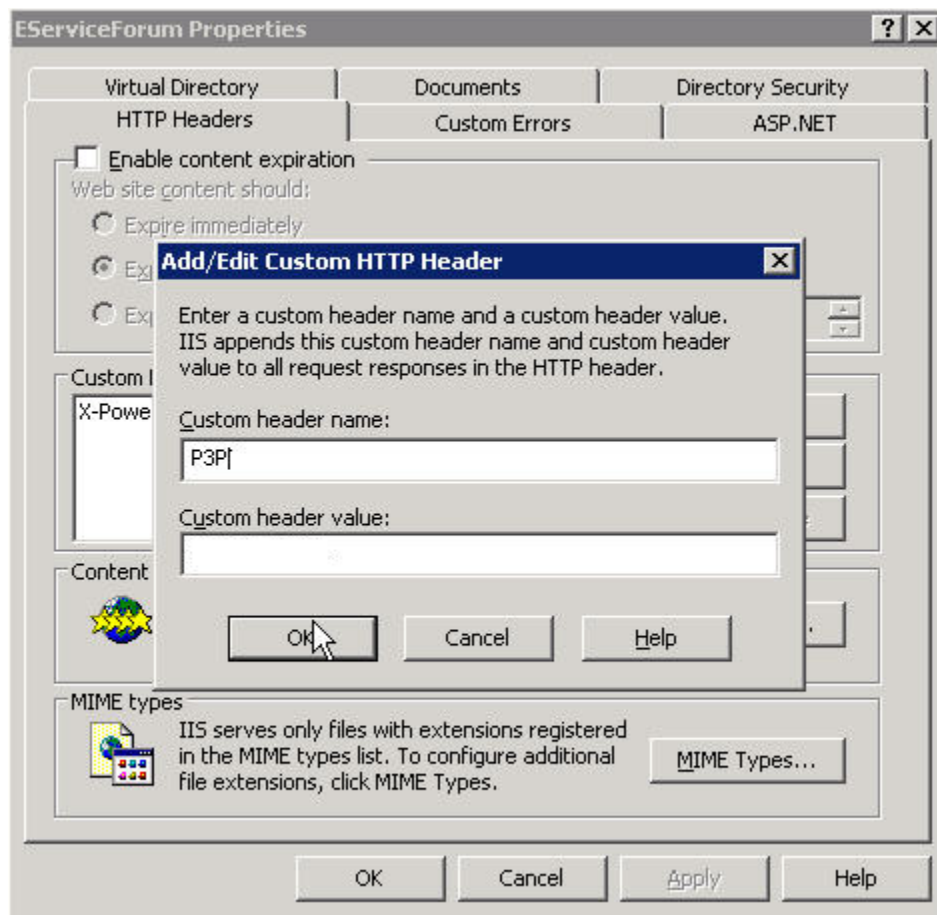 EServiceForum Properties
Virtual Directory Documents Directory Security
HTTP Headers Custom Errors ASP.NET
Enable content expiration
Web site content should:
Expire immediately
Add/Edit Custom HTTP Header
Enter a custom header name and a custom header value.
IIS appends this custom header name and custom header
value to all request responses in the HTTP header.
Custom
X-Powe
Custom header name:
P3P
Custom header value:
Content
OK Cancel Help
MIME types
IIS serves only files with extensions registered
in the MIME types list. To configure additional
file extensions, click MIME Types.
MIME Types...
OK Cancel Apply Help